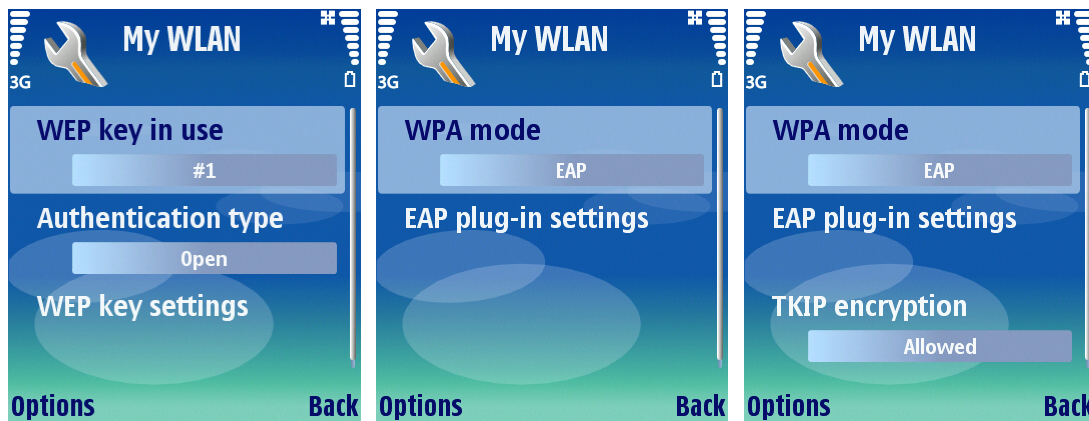 My WLAN
3G
WEP key in use
#1
Authentication type
Open
WEP key settings
Options Back
My WLAN
3G
WPA mode
EAP
EAP plug-in settings
Options Back
My WLAN
3G
WPA mode
EAP
EAP plug-in settings
TKIP encryption
Allowed
Options Back